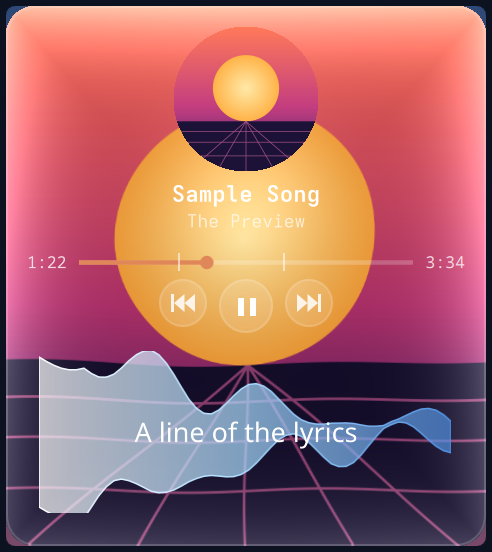 Sample Song
The Preview
1:22
3:34
A line of the lyrics